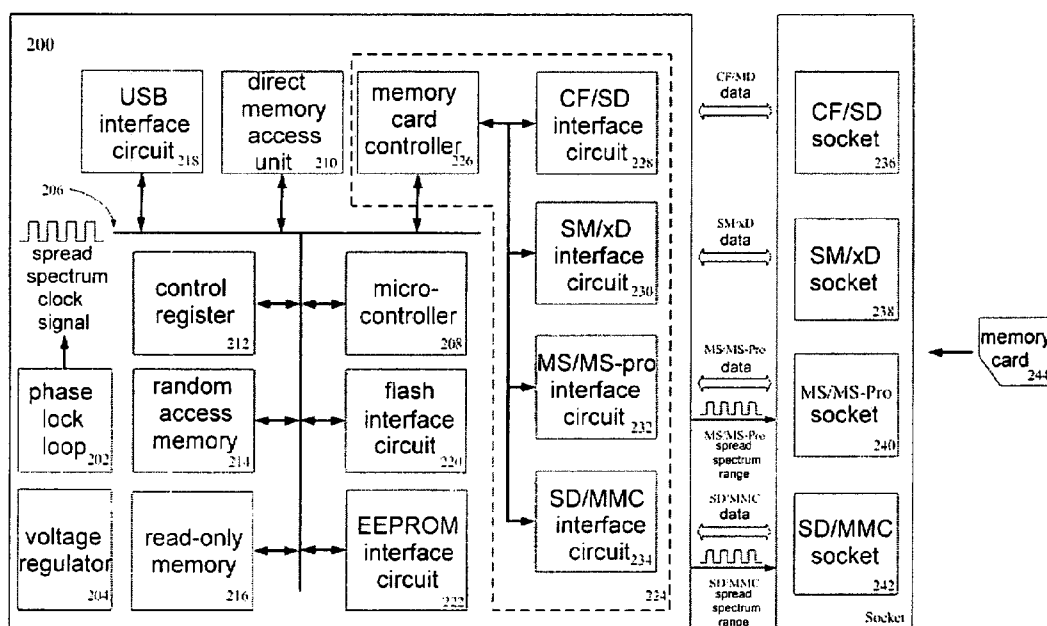 200
USB
interface
circuit
218
direct
memory
access
unit
210
memory
card
controller
226
CF/SD
interface
circuit
228
CF/MD
data
CF/SD
socket
236
206
spread
spectrum
clock
signal
control
register
212
micro-
controller
208
SM/xD
interface
circuit
230
SM/xD
data
SM/xD
socket
238
phase
lock
loop
202
random
access
memory
214
flash
interface
circuit
220
MS/MS-pro
interface
circuit
232
MS/MS-Pro
data
MS/MS-Pro
spread
spectrum
range
MS/MS-Pro
socket
240
memory
card
244
voltage
regulator
204
read-only
memory
216
EEPROM
interface
circuit
222
SD/MMC
interface
circuit
234
224
SD/MMC
data
SD/MMC
spread
spectrum
range
SD/MMC
socket
242
Socket